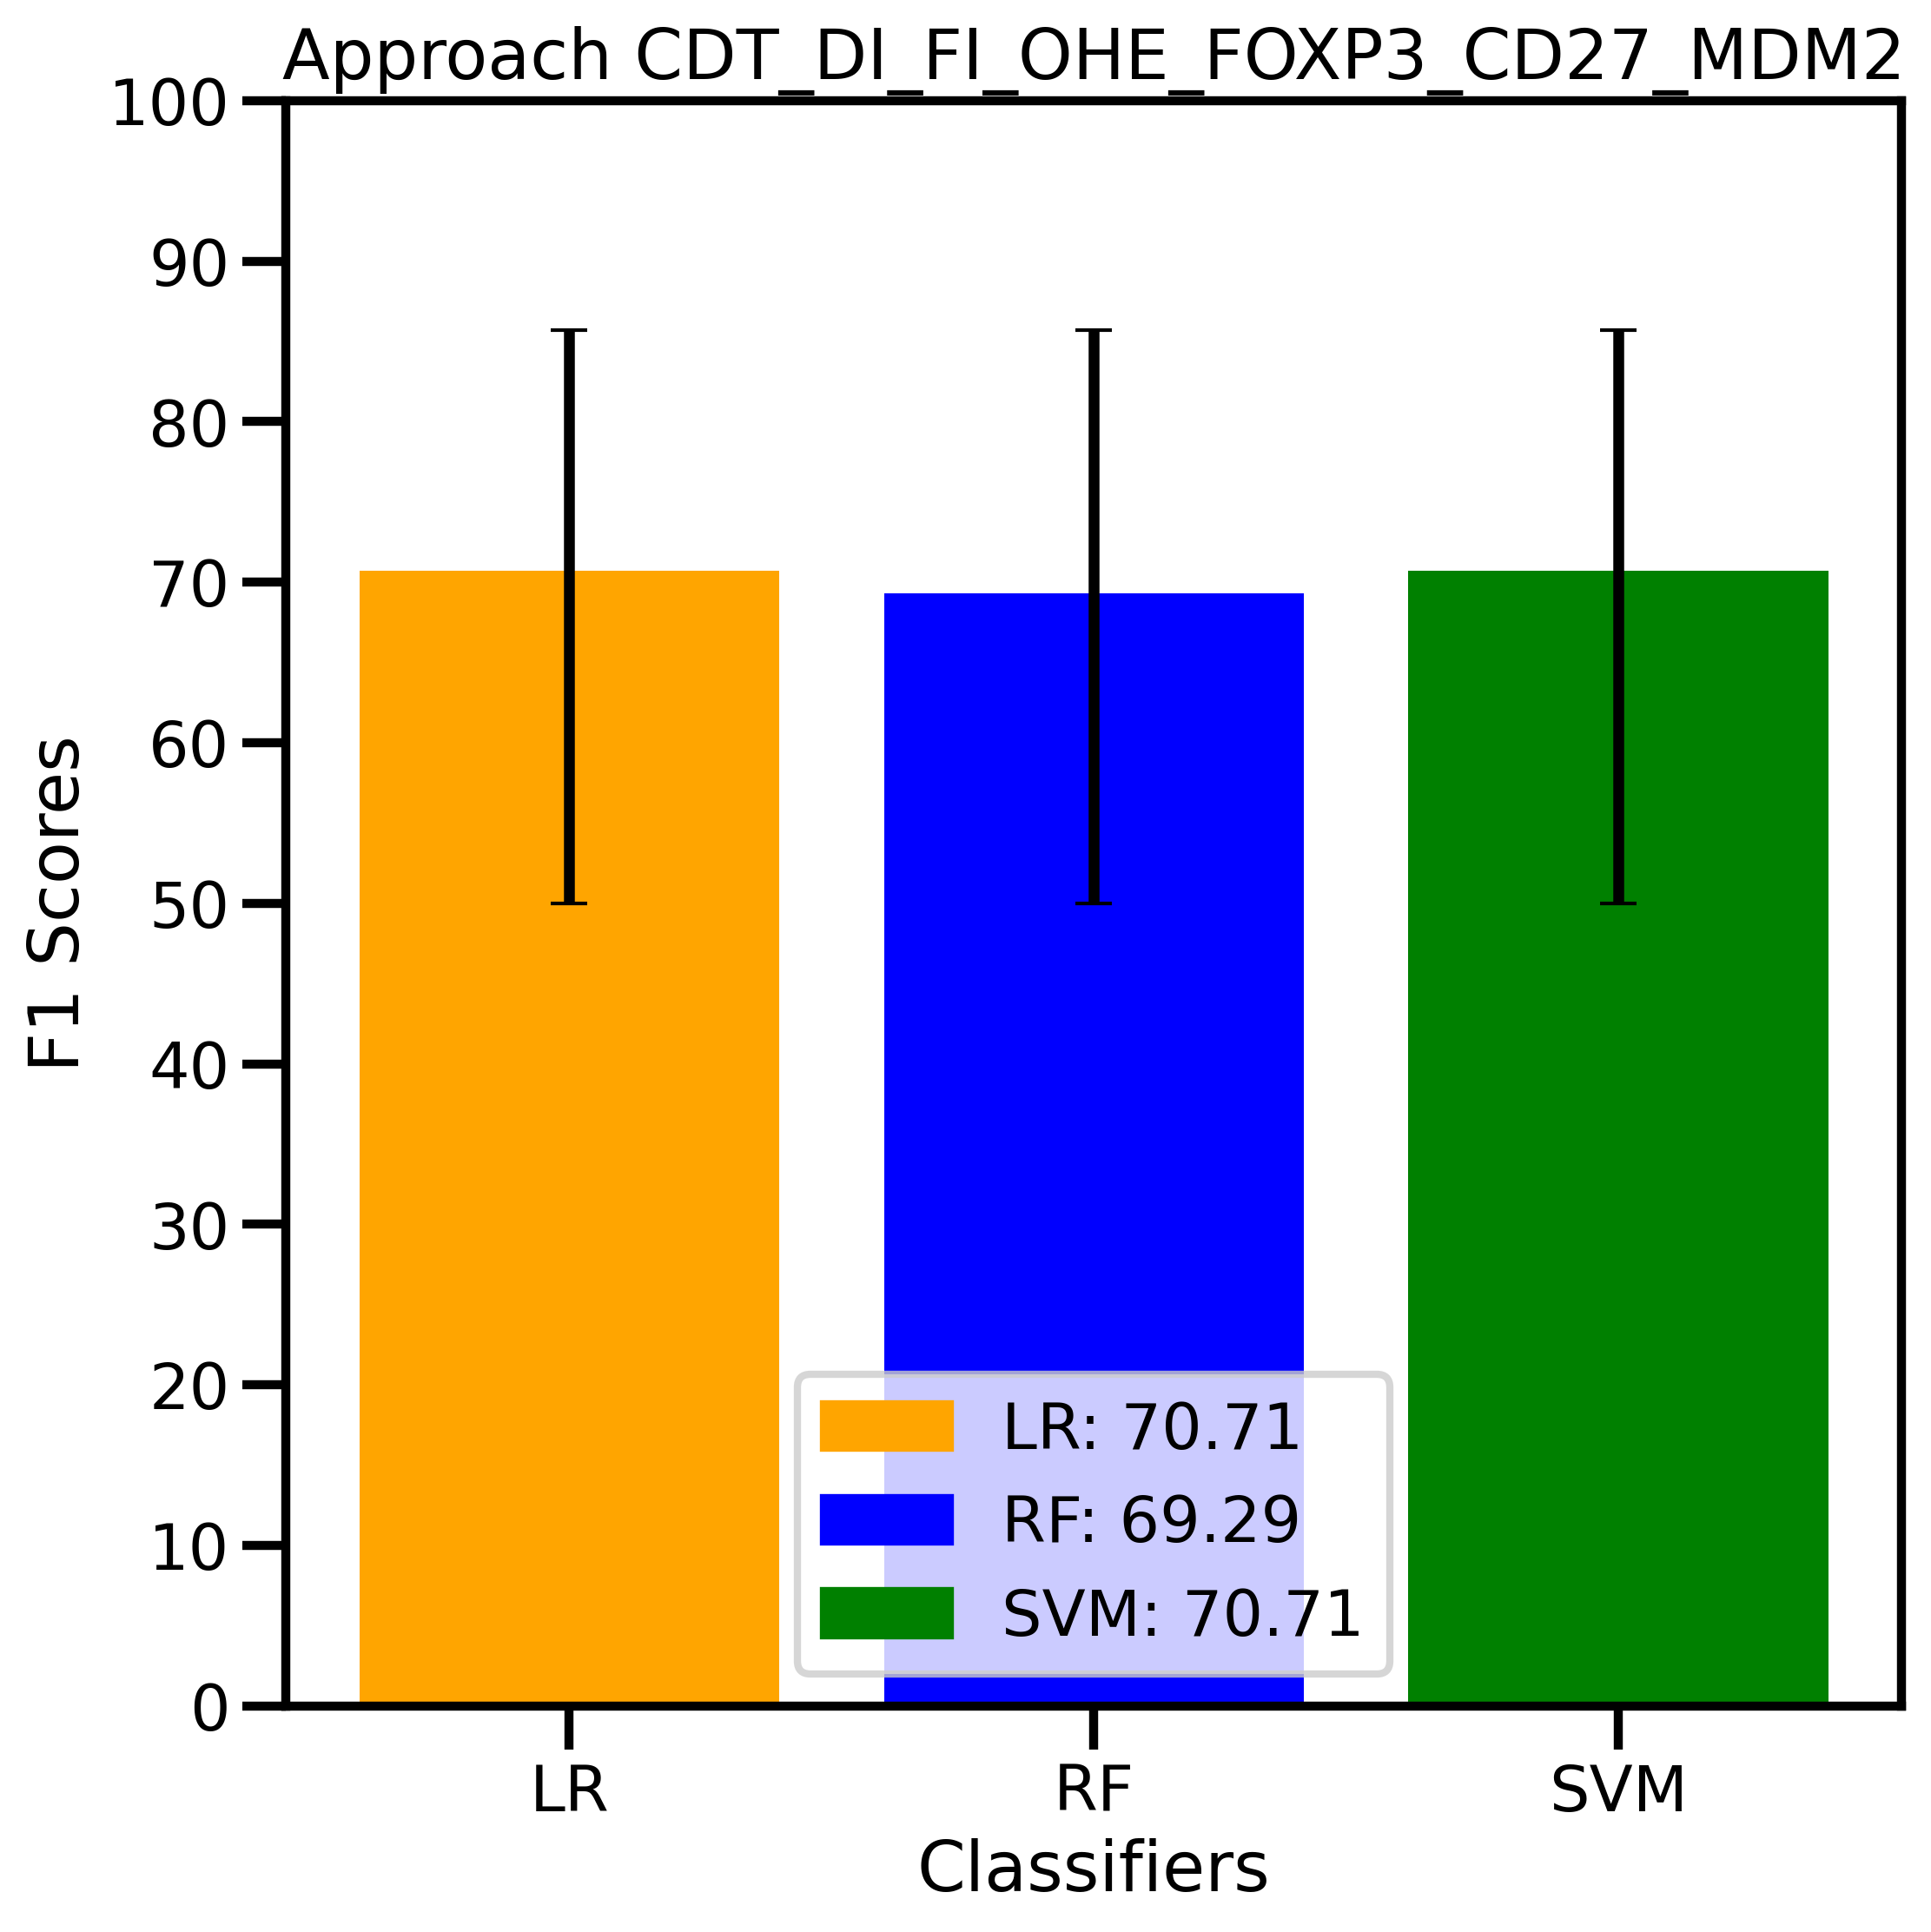 Approach CDT_DI_FI_OHE_FOXP3_CD27_MDM2
100
90
80
70
60
50
40
30
20
10
0
F1 Scores
LR: 70.71
RF: 69.29
SVM: 70.71
LR RF SVM
Classifiers